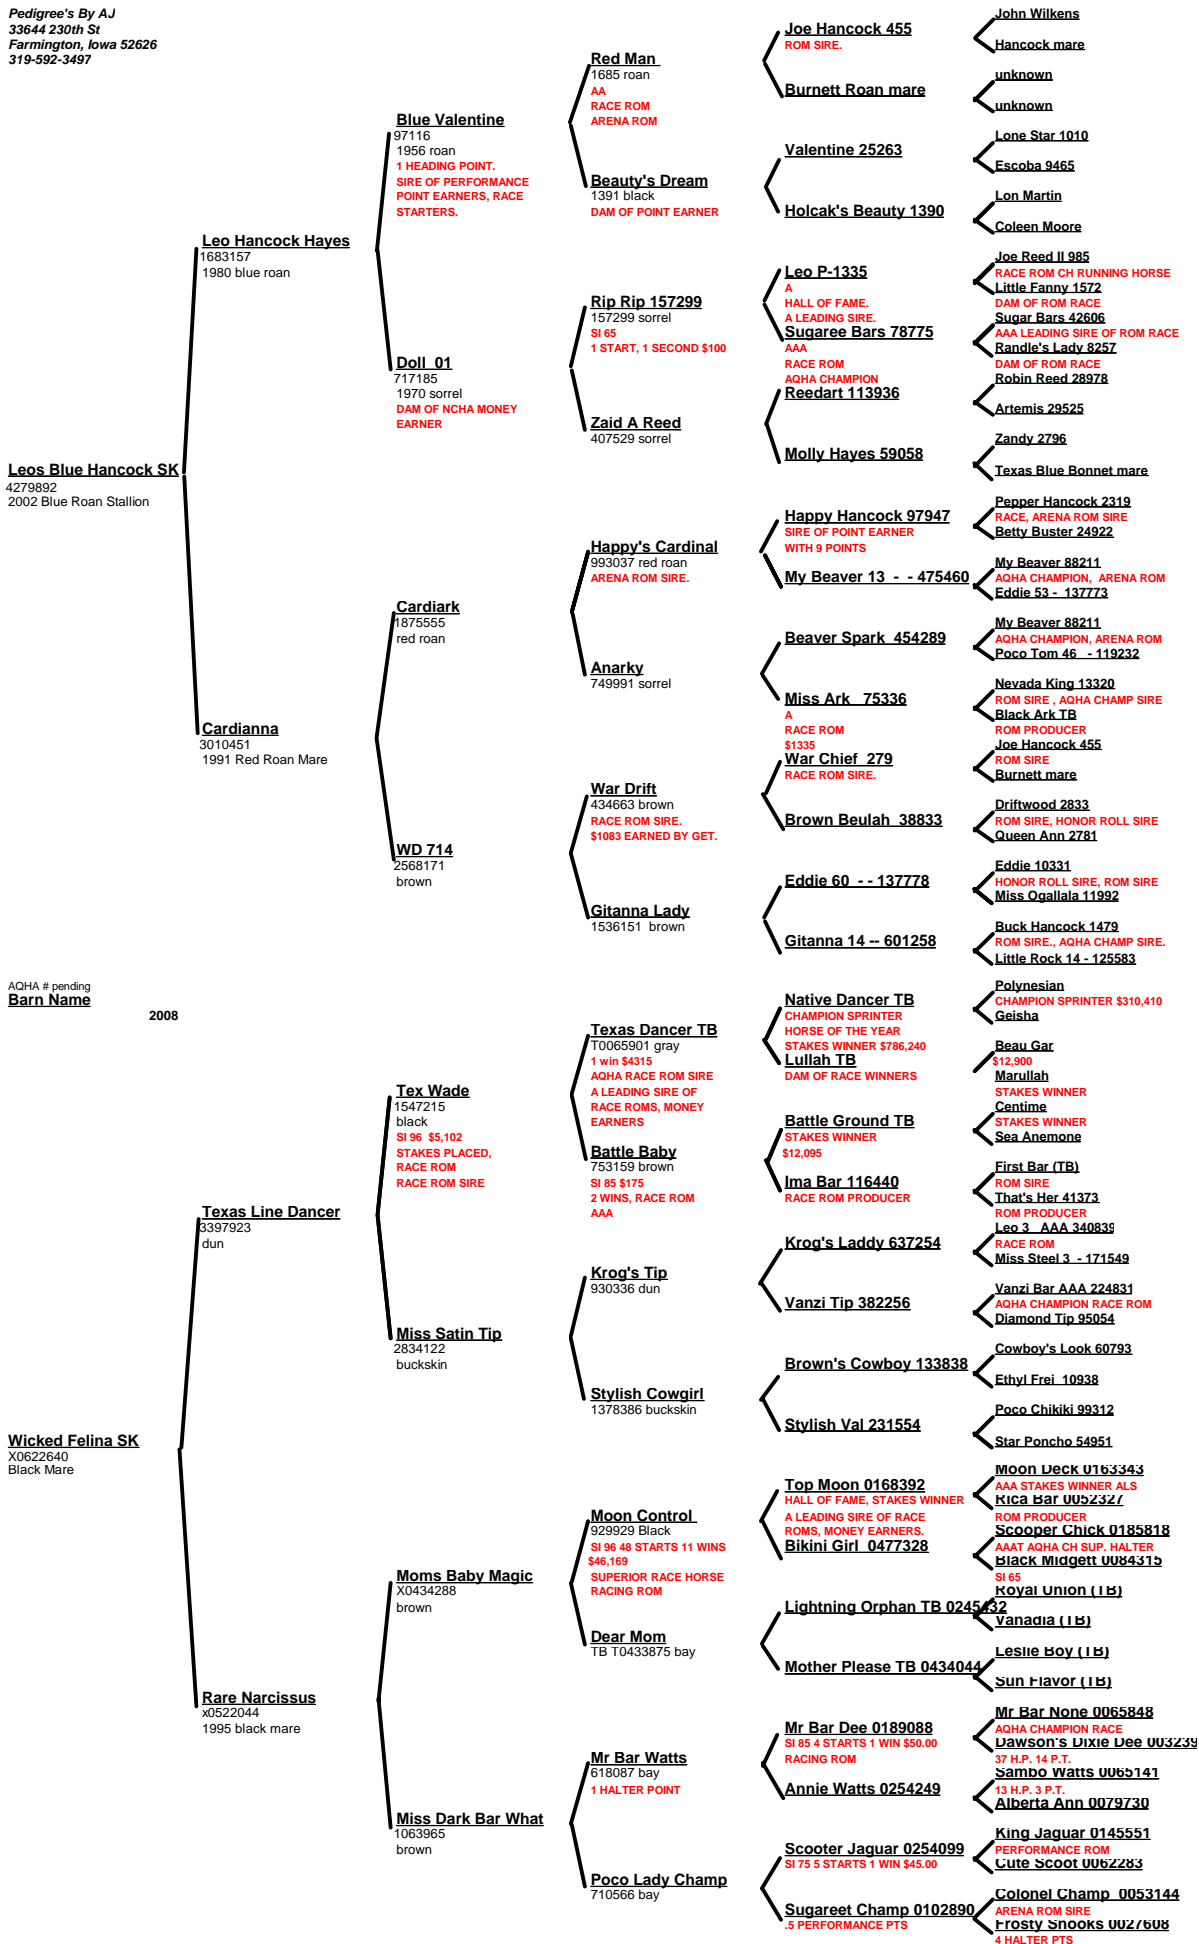 Pedigree's By AJ
33644 230th St
Farmington, Iowa 52626
319-592-3497
Leos Blue Hancock SK
4279892
2002 Blue Roan Stallion
AQHA # pending
Barn Name
2008
Wicked Felina SK
X0622640
Black Mare
Leo Hancock Hayes
1683157
1980 blue roan
Cardianna
3010451
1991 Red Roan Mare
Texas Line Dancer
3397923
dun
Rare Narcissus
x0522044
1995 black mare
Blue Valentine
97116
1956 roan
1 HEADING POINT.
SIRE OF PERFORMANCE
POINT EARNERS, RACE
STARTERS.
Doll 01
717185
1970 sorrel
DAM OF NCHA MONEY
EARNER
Cardiark
1875555
red roan
WD 714
2568171
brown
Tex Wade
1547215
black
SI 96 $5,102
STAKES PLACED,
RACE ROM
RACE ROM SIRE
Miss Satin Tip
2834122
buckskin
Moms Baby Magic
X0434288
brown
Miss Dark Bar What
1063965
brown
Red Man
1685 roan
AA
RACE ROM
ARENA ROM
Beauty's Dream
1391 black
DAM OF POINT EARNER
Rip Rip 157299
157299 sorrel
SI 65
1 START, 1 SECOND $100
Zaid A Reed
407529 sorrel
Happy's Cardinal
993037 red roan
ARENA ROM SIRE.
Anarky
749991 sorrel
War Drift
434663 brown
RACE ROM SIRE.
$1083 EARNED BY GET.
Gitanna Lady
1536151 brown
Texas Dancer TB
T0065901 gray
1 win $4315
AQHA RACE ROM SIRE
A LEADING SIRE OF
RACE ROMS, MONEY
EARNERS
Battle Baby
753159 brown
SI 85 $175
2 WINS, RACE ROM
AAA
Krog's Tip
930336 dun
Stylish Cowgirl
1378386 buckskin
Moon Control
929929 Black
SI 96 48 STARTS 11 WINS
$46,169
SUPERIOR RACE HORSE
RACING ROM
Dear Mom
TB T0433875 bay
Mr Bar Watts
618087 bay
1 HALTER POINT
Poco Lady Champ
710566 bay
Joe Hancock 455
ROM SIRE.
Burnett Roan mare
Valentine 25263
Holcak's Beauty 1390
Leo P-1335
A
HALL OF FAME.
A LEADING SIRE.
Sugaree Bars 78775
AAA
RACE ROM
AQHA CHAMPION
Reedart 113936
Molly Hayes 59058
Happy Hancock 97947
SIRE OF POINT EARNER
WITH 9 POINTS
My Beaver 13 - - 475460
Beaver Spark 454289
Miss Ark 75336
A
RACE ROM
$1335
War Chief 279
RACE ROM SIRE.
Brown Beulah 38833
Eddie 60 - - 137778
Gitanna 14 -- 601258
Native Dancer TB
CHAMPION SPRINTER
HORSE OF THE YEAR
STAKES WINNER $786,240
Lullah TB
DAM OF RACE WINNERS
Battle Ground TB
STAKES WINNER
$12,095
Ima Bar 116440
RACE ROM PRODUCER
Krog's Laddy 637254
Vanzi Tip 382256
Brown's Cowboy 133838
Stylish Val 231554
Top Moon 0168392
HALL OF FAME, STAKES WINNER
A LEADING SIRE OF RACE
ROMS, MONEY EARNERS.
Bikini Girl 0477328
Lightning Orphan TB 0245432
Mother Please TB 0434044
Mr Bar Dee 0189088
SI 85 4 STARTS 1 WIN $50.00
RACING ROM
Annie Watts 0254249
Scooter Jaguar 0254099
SI 75 5 STARTS 1 WIN $45.00
Sugareet Champ 0102890
.5 PERFORMANCE PTS
John Wilkens
Hancock mare
unknown
unknown
Lone Star 1010
Escoba 9465
Lon Martin
Coleen Moore
Joe Reed II 985
RACE ROM CH RUNNING HORSE
Little Fanny 1572
DAM OF ROM RACE
Sugar Bars 42606
AAA LEADING SIRE OF ROM RACE
Randle's Lady 8257
DAM OF ROM RACE
Robin Reed 28978
Artemis 29525
Zandy 2796
Texas Blue Bonnet mare
Pepper Hancock 2319
RACE, ARENA ROM SIRE
Betty Buster 24922
My Beaver 88211
AQHA CHAMPION, ARENA ROM
Eddie 53 - 137773
My Beaver 88211
AQHA CHAMPION, ARENA ROM
Poco Tom 46 - 119232
Nevada King 13320
ROM SIRE , AQHA CHAMP SIRE
Black Ark TB
ROM PRODUCER
Joe Hancock 455
ROM SIRE
Burnett mare
Driftwood 2833
ROM SIRE, HONOR ROLL SIRE
Queen Ann 2781
Eddie 10331
HONOR ROLL SIRE, ROM SIRE
Miss Ogallala 11992
Buck Hancock 1479
ROM SIRE., AQHA CHAMP SIRE.
Little Rock 14 - 125583
Polynesian
CHAMPION SPRINTER $310,410
Geisha
Beau Gar
$12,900
Marullah
STAKES WINNER
Centime
STAKES WINNER
Sea Anemone
First Bar (TB)
ROM SIRE
That's Her 41373
ROM PRODUCER
Leo 3 AAA 340839
RACE ROM
Miss Steel 3 - 171549
Vanzi Bar AAA 224831
AQHA CHAMPION RACE ROM
Diamond Tip 95054
Cowboy's Look 60793
Ethyl Frei 10938
Poco Chikiki 99312
Star Poncho 54951
Moon Deck 0163343
AAA STAKES WINNER ALS
Rica Bar 0052327
ROM PRODUCER
Scooper Chick 0185818
AAAT AQHA CH SUP. HALTER
Black Midgett 0084315
SI 65
Royal Union (TB)
Vanadia (TB)
Leslie Boy (TB)
Sun Flavor (TB)
Mr Bar None 0065848
AQHA CHAMPION RACE
Dawson's Dixie Dee 003239
37 H.P. 14 P.T.
Sambo Watts 0065141
13 H.P. 3 P.T.
Alberta Ann 0079730
King Jaguar 0145551
PERFORMANCE ROM
Cute Scoot 0062283
Colonel Champ 0053144
ARENA ROM SIRE
Frosty Snooks 0027608
4 HALTER PTS